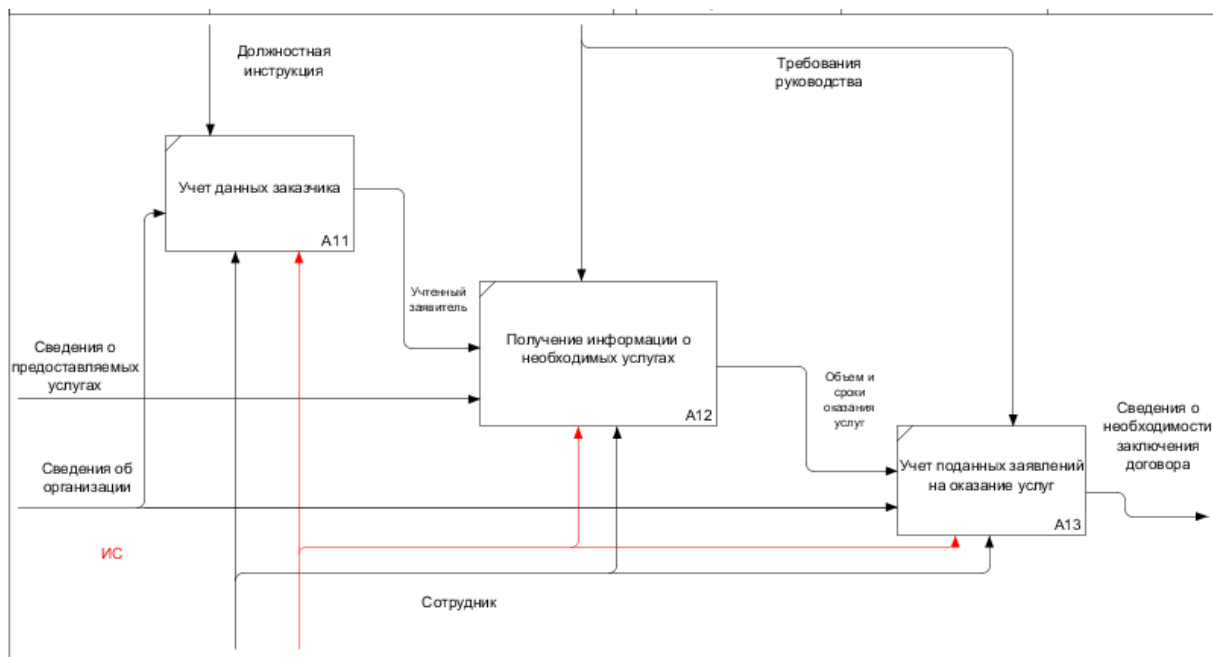 Должностная
инструкция
Требования
руководства
Учет данных заказчика
A11
Учтенный
заявитель
Получение информации о
необходимых услугах
A12
Сведения о
предоставляемых
услугах
Объем и
сроки
оказания
услуг
Сведения о
необходимости
заключения
договора
Сведения об
организации
Учет поданных заявлений
на оказание услуг
A13
ИС
Сотрудник